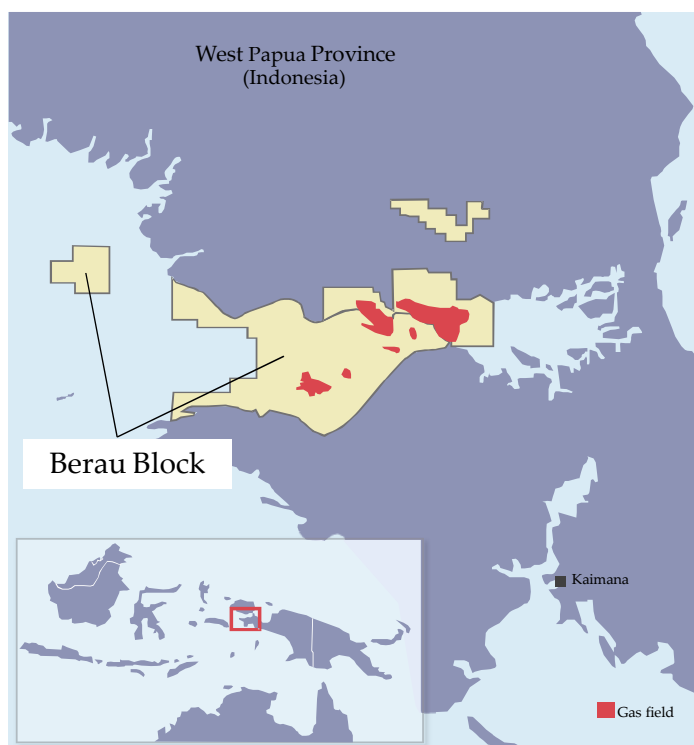 West Papua Province
(Indonesia)
Berau Block
Kaimana
Gas field